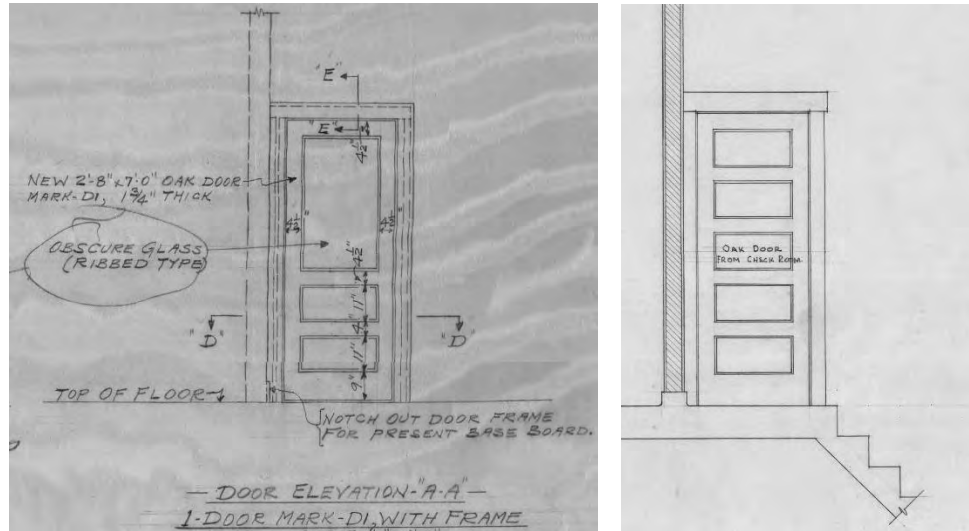 "E"
"E"
4½"
NEW 2'-8" x 7'-0" OAK DOOR
MARK-D1, 1¾" THICK
4½"
4½"
OBSCURE GLASS
(RIBBED TYPE)
4½"
11"
4"
11"
9"
"D"
"D"
TOP OF FLOOR
NOTCH OUT DOOR FRAME
FOR PRESENT BASE BOARD.
— DOOR ELEVATION-"A-A" —
1-DOOR MARK-D1, WITH FRAME
OAK DOOR
FROM CHECK ROOM